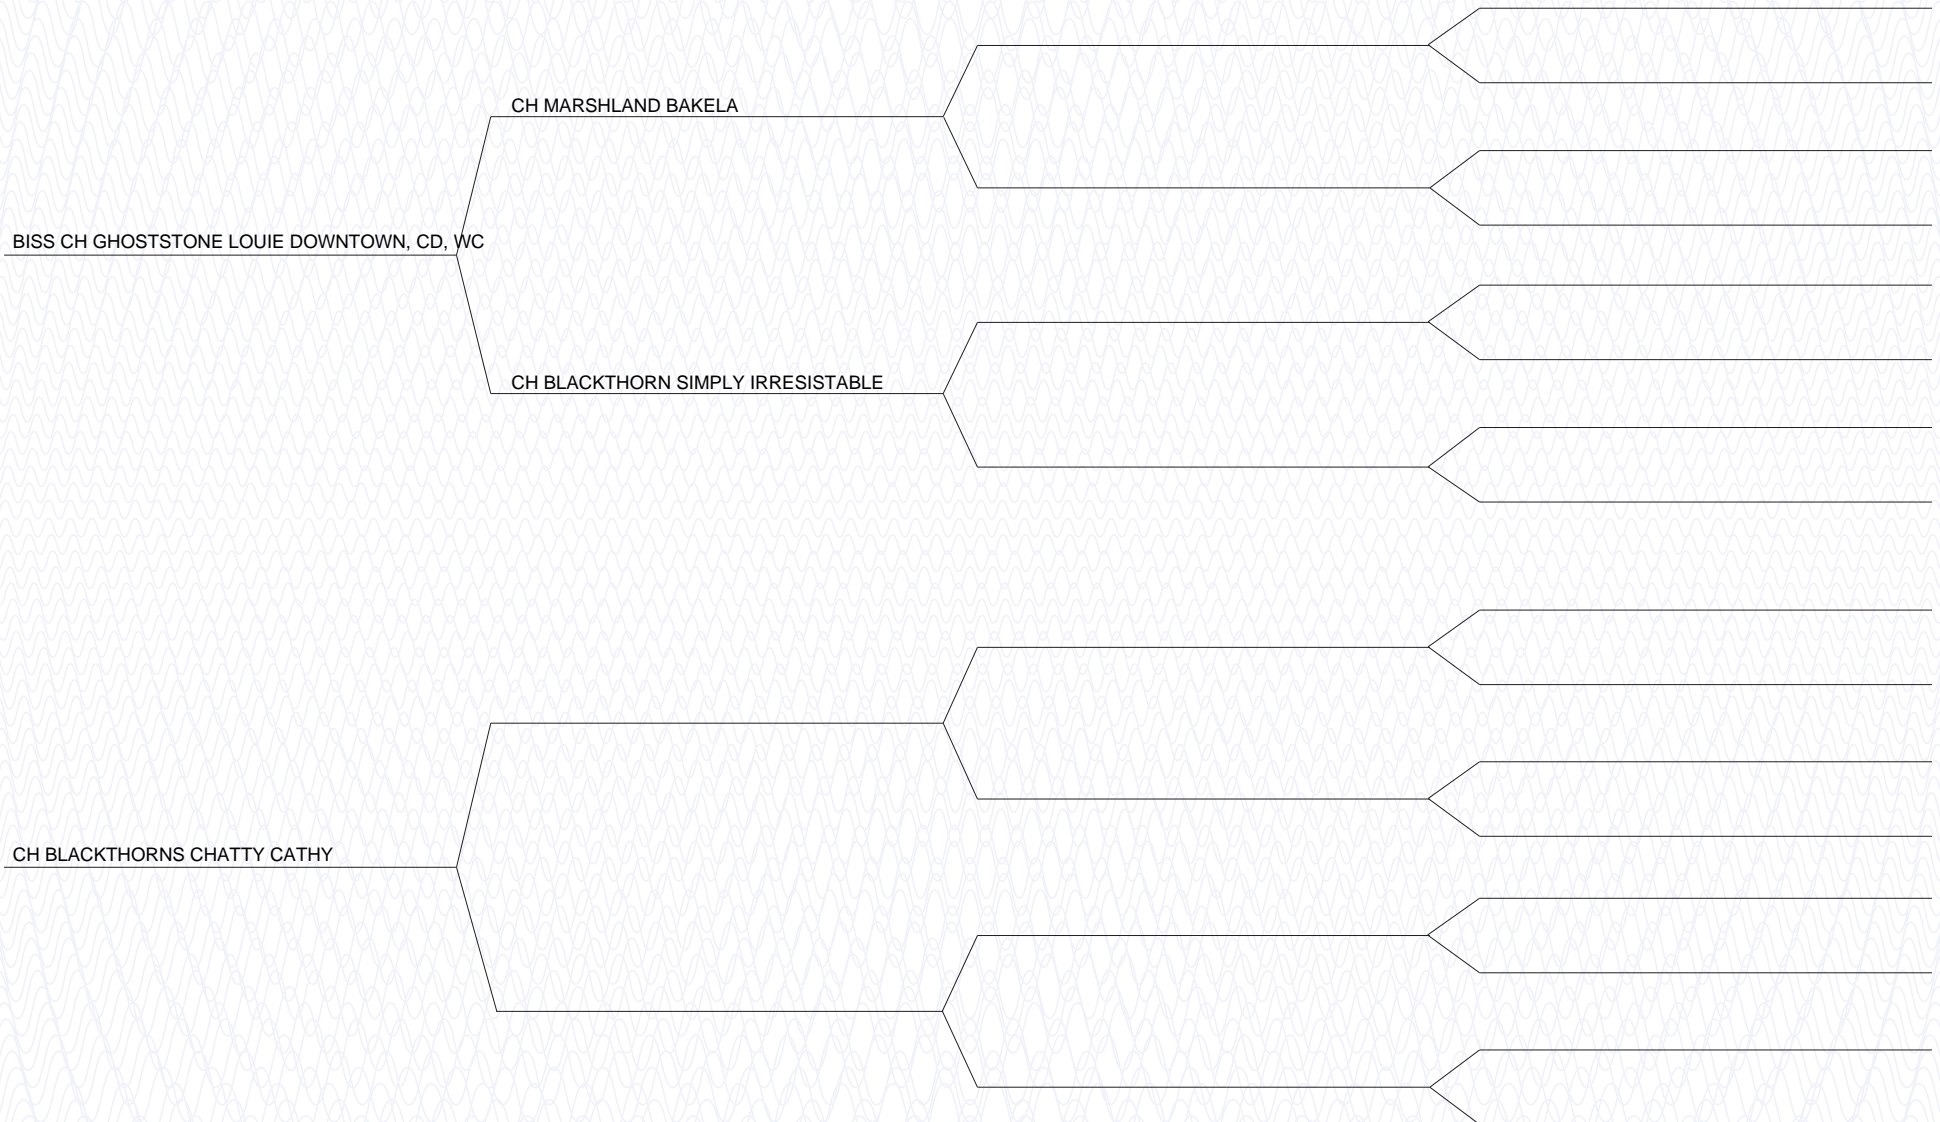 CH MARSHLAND BAKELA
BISS CH GHOSTSTONE LOUIE DOWNTOWN, CD, WC
CH BLACKTHORN SIMPLY IRRESISTABLE
CH BLACKTHORNS CHATTY CATHY